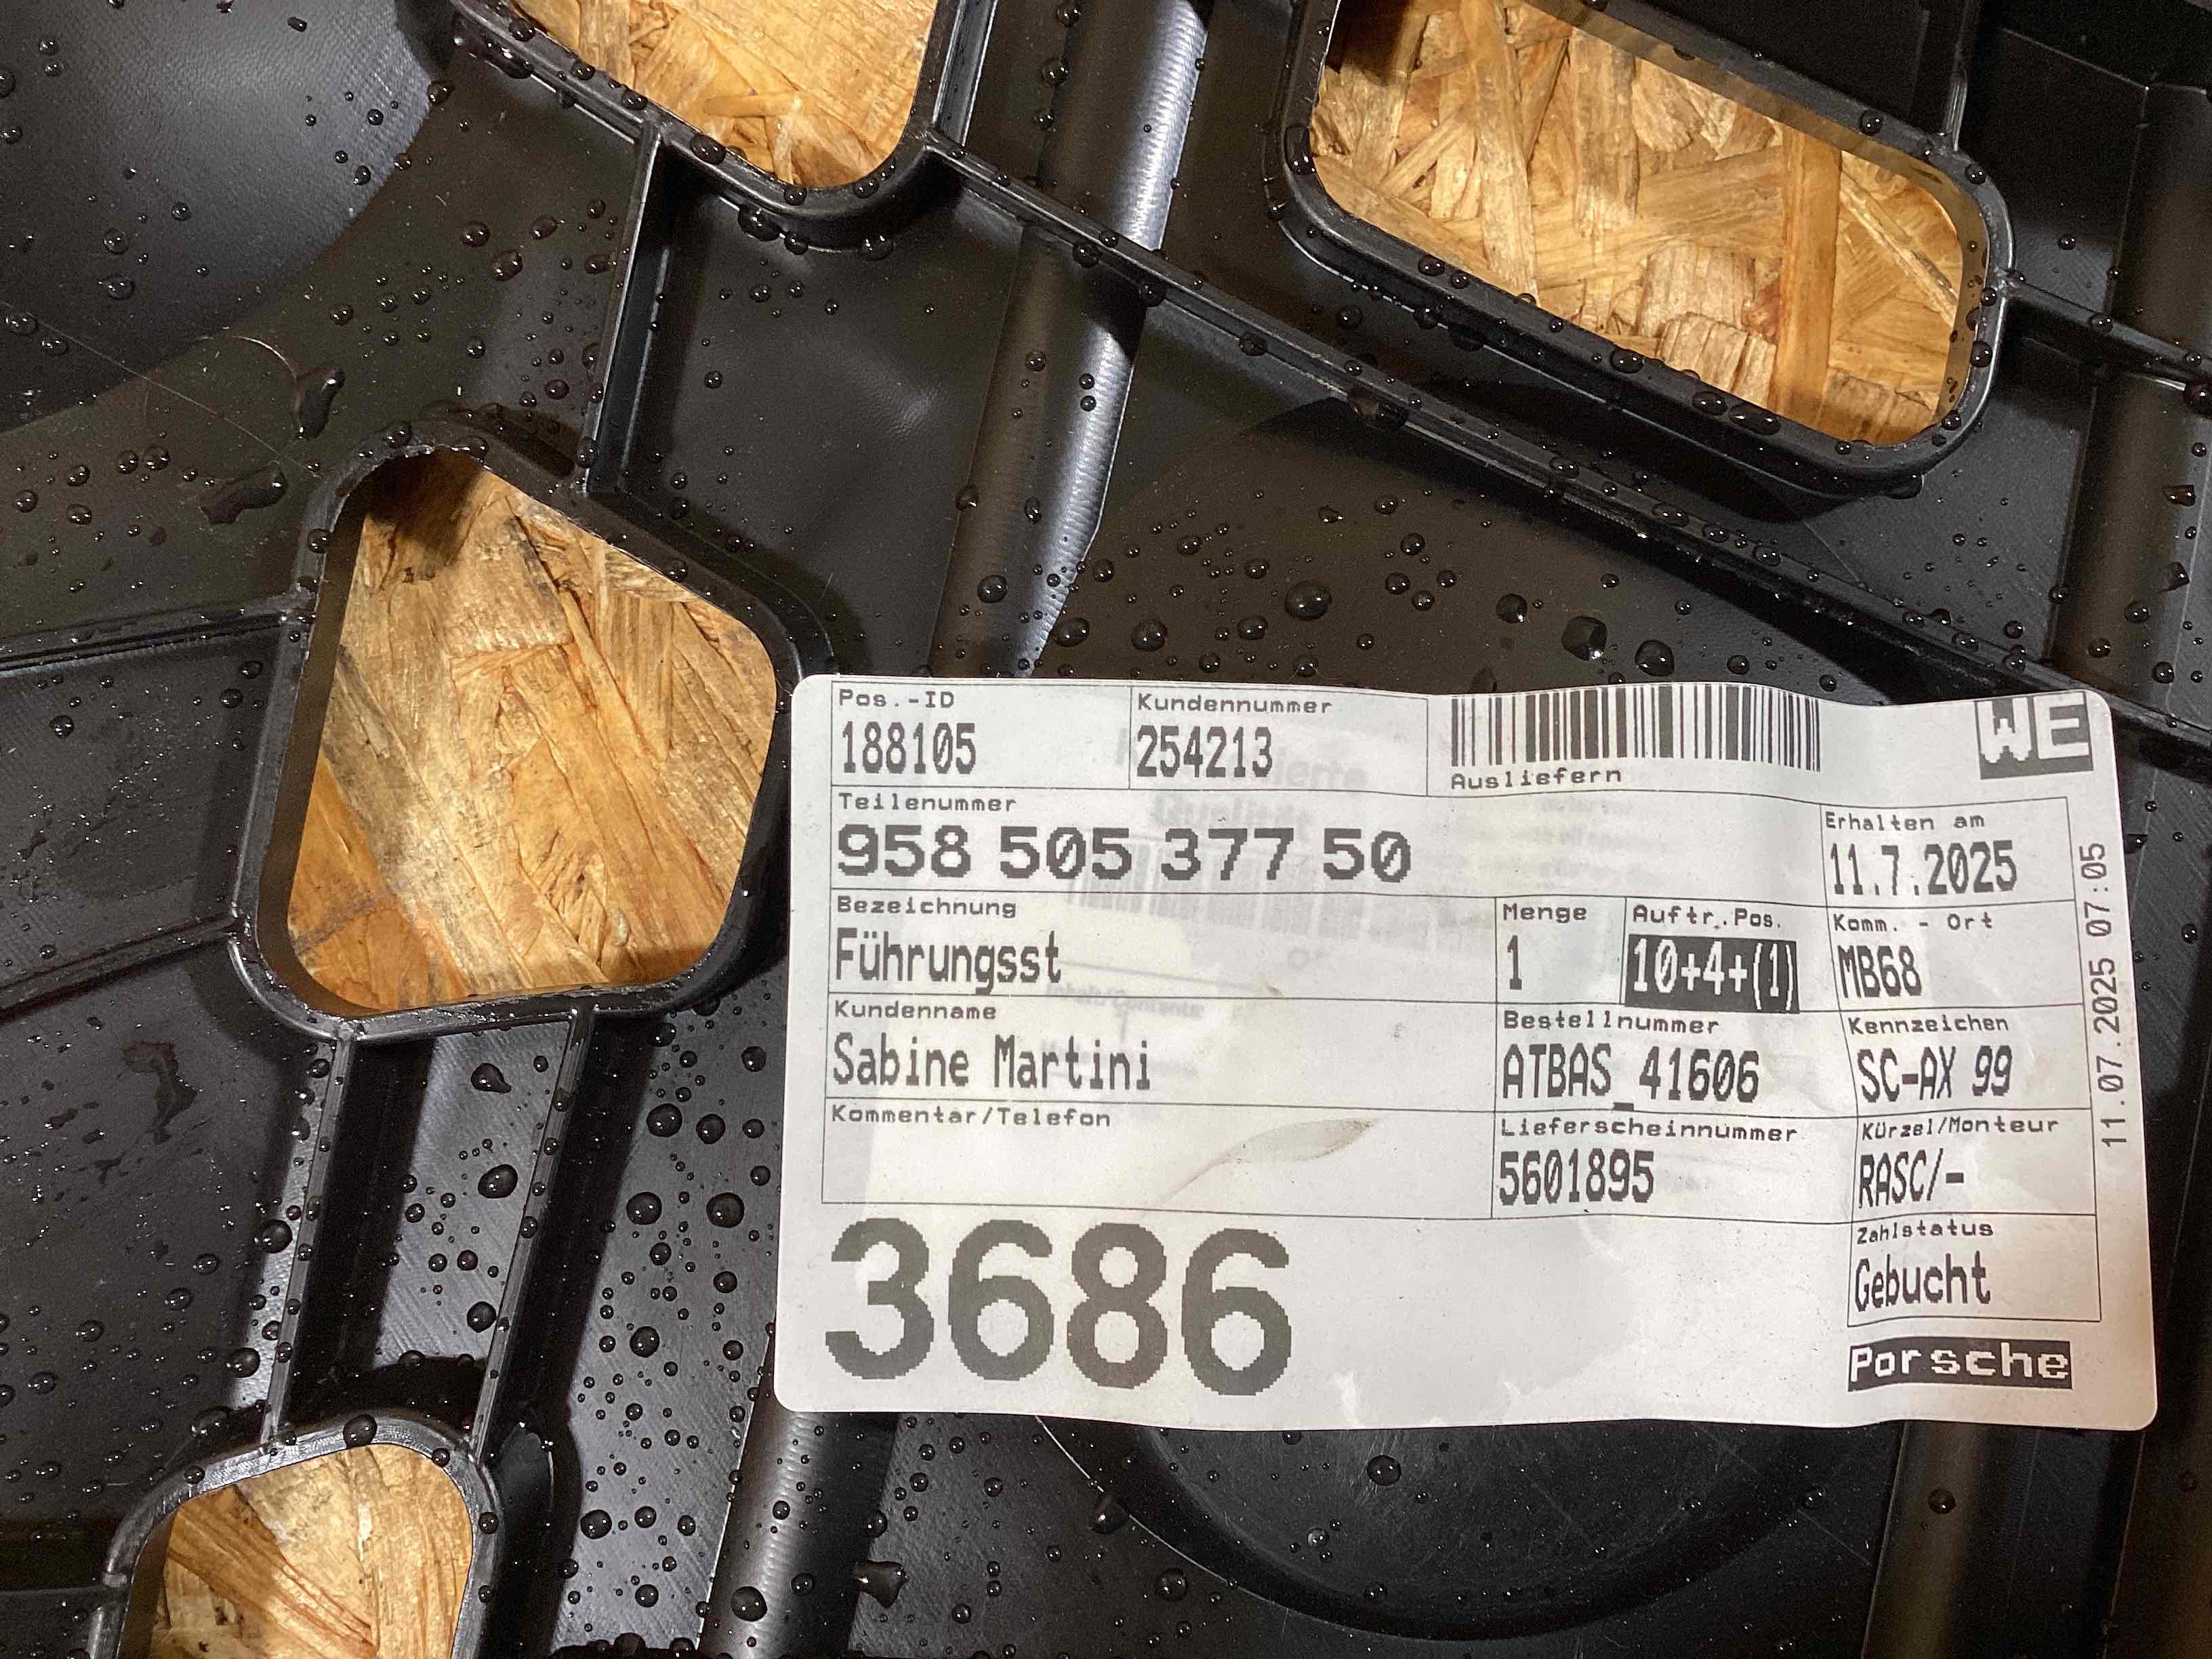 Pos.-ID
188105
Kundennummer
254213
Ausliefern
WE
Teilenummer
958 505 377 50
Erhalten am
11.7.2025
Bezeichnung
Führungsst
Menge
1
Auftr.Pos.
10+4+(1)
Komm. - Ort
MB68
Kundenname
Sabine Martini
Bestellnummer
ATBAS_41606
Kennzeichen
SC-AX 99
Kommentar/Telefon
Lieferscheinnummer
5601895
Kürzel/Monteur
RASC/-
3686
Zahlstatus
Gebucht
Porsche
11.07.2025 07:05